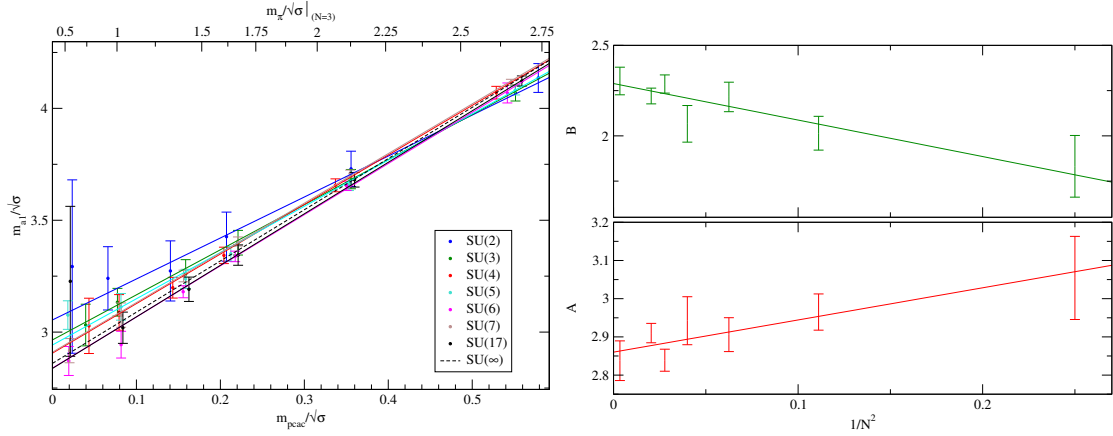 m_π/√σ|_(N=3)
0.5 1 1.4 1.6 1.75 2 2.25 2.5 2.75
4
3.5
3
m_a1/√σ
SU(2)
SU(3)
SU(4)
SU(5)
SU(6)
SU(7)
SU(17)
SU(∞)
0 0.1 0.2 0.3 0.4 0.5
m_pcac/√σ
2.5
2
B
3.2
3.1
3
2.9
2.8
A
0 0.1 0.2
1/N²